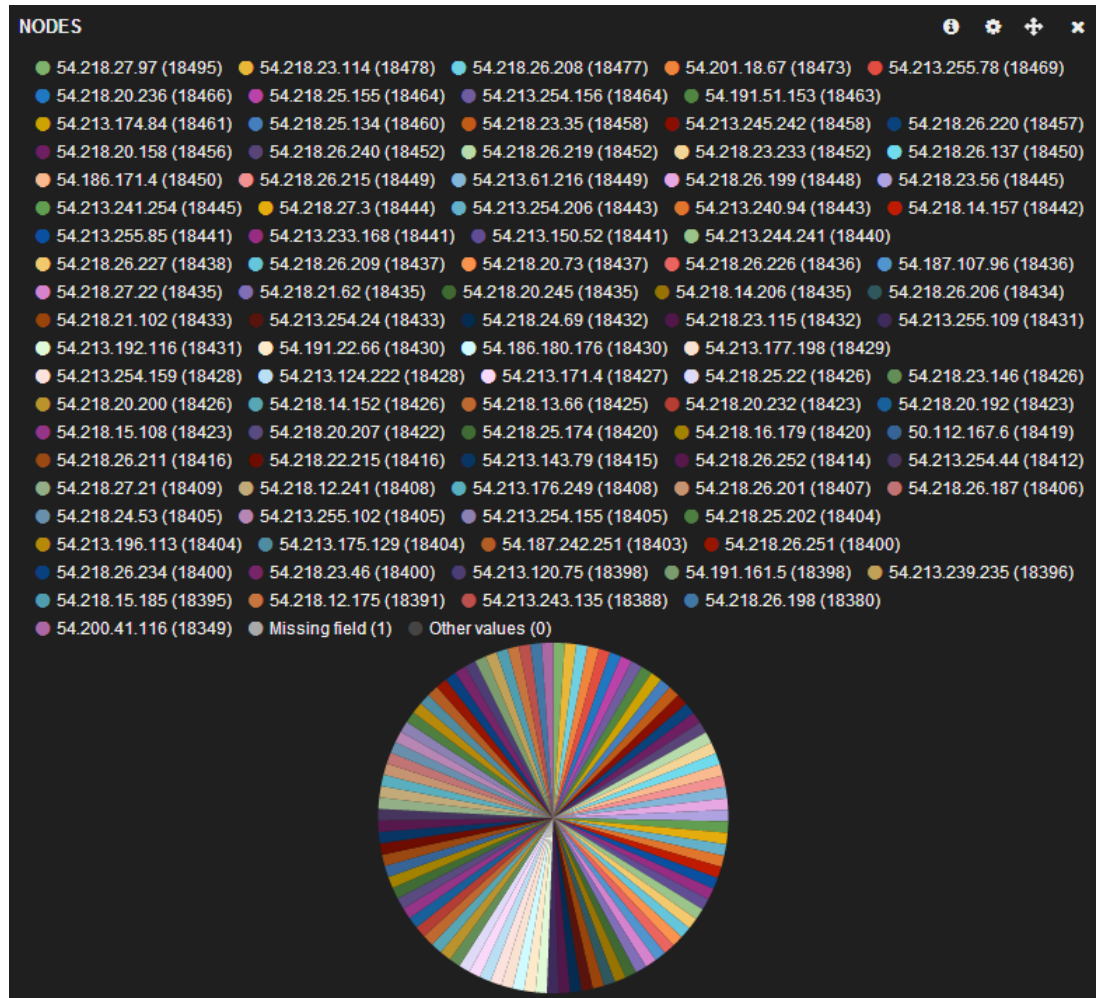 NODES
54.218.27.97 (18495) 54.218.23.114 (18478) 54.218.26.208 (18477) 54.201.18.67 (18473) 54.213.255.78 (18469)
54.218.20.236 (18466) 54.218.25.155 (18464) 54.213.254.156 (18464) 54.191.51.153 (18463)
54.213.174.84 (18461) 54.218.25.134 (18460) 54.218.23.35 (18458) 54.213.245.242 (18458) 54.218.26.220 (18457)
54.218.20.158 (18456) 54.218.26.240 (18452) 54.218.26.219 (18452) 54.218.23.233 (18452) 54.218.26.137 (18450)
54.186.171.4 (18450) 54.218.26.215 (18449) 54.213.61.216 (18449) 54.218.26.199 (18448) 54.218.23.56 (18445)
54.213.241.254 (18445) 54.218.27.3 (18444) 54.213.254.206 (18443) 54.213.240.94 (18443) 54.218.14.157 (18442)
54.213.255.85 (18441) 54.213.233.168 (18441) 54.213.150.52 (18441) 54.213.244.241 (18440)
54.218.26.227 (18438) 54.218.26.209 (18437) 54.218.20.73 (18437) 54.218.26.226 (18436) 54.187.107.96 (18436)
54.218.27.22 (18435) 54.218.21.62 (18435) 54.218.20.245 (18435) 54.218.14.206 (18435) 54.218.26.206 (18434)
54.218.21.102 (18433) 54.213.254.24 (18433) 54.218.24.69 (18432) 54.218.23.115 (18432) 54.213.255.109 (18431)
54.213.192.116 (18431) 54.191.22.66 (18430) 54.186.180.176 (18430) 54.213.177.198 (18429)
54.213.254.159 (18428) 54.213.124.222 (18428) 54.213.171.4 (18427) 54.218.25.22 (18426) 54.218.23.146 (18426)
54.218.20.200 (18426) 54.218.14.152 (18426) 54.218.13.66 (18425) 54.218.20.232 (18423) 54.218.20.192 (18423)
54.218.15.108 (18423) 54.218.20.207 (18422) 54.218.25.174 (18420) 54.218.16.179 (18420) 50.112.167.6 (18419)
54.218.26.211 (18416) 54.218.22.215 (18416) 54.213.143.79 (18415) 54.218.26.252 (18414) 54.213.254.44 (18412)
54.218.27.21 (18409) 54.218.12.241 (18408) 54.213.176.249 (18408) 54.218.26.201 (18407) 54.218.26.187 (18406)
54.218.24.53 (18405) 54.213.255.102 (18405) 54.213.254.155 (18405) 54.218.25.202 (18404)
54.213.196.113 (18404) 54.213.175.129 (18404) 54.187.242.251 (18403) 54.218.26.251 (18400)
54.218.26.234 (18400) 54.218.23.46 (18400) 54.213.120.75 (18398) 54.191.161.5 (18398) 54.213.239.235 (18396)
54.218.15.185 (18395) 54.218.12.175 (18391) 54.213.243.135 (18388) 54.218.26.198 (18380)
54.200.41.116 (18349) Missing field (1) Other values (0)